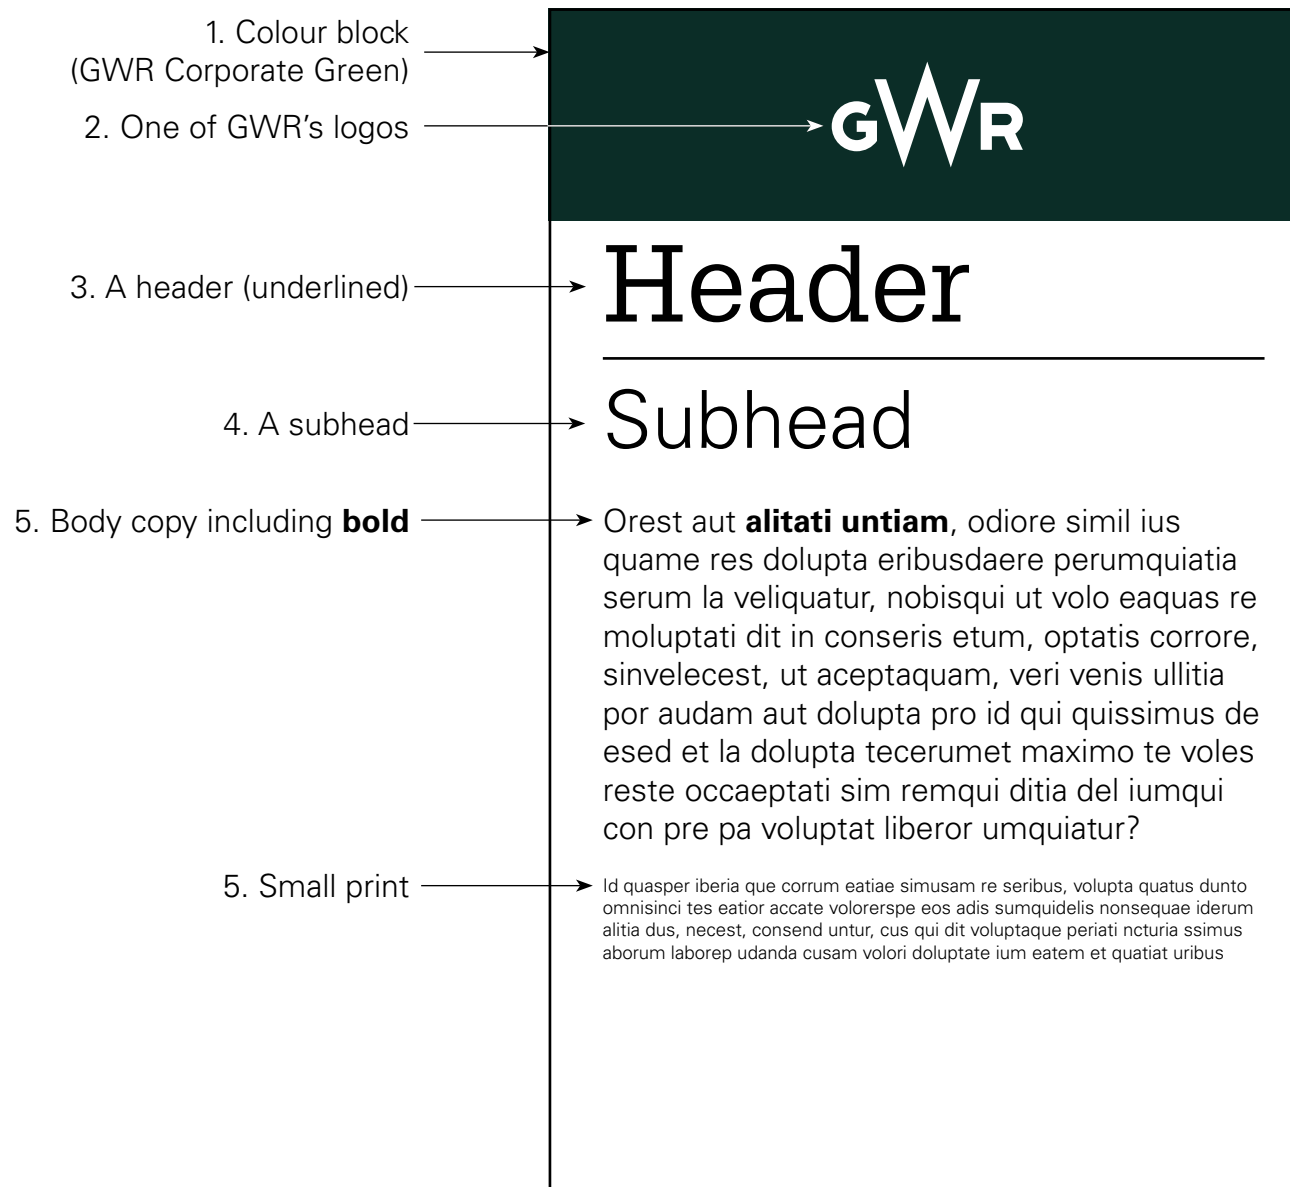 1. Colour block
(GWR Corporate Green)
2. One of GWR’s logos
GWR
3. A header (underlined)
Header
4. A subhead
Subhead
5. Body copy including bold
Orest aut alitati untiam, odiore simil ius
quame res dolupta eribusdaere perumquiatia
serum la veliquatur, nobisqui ut volo eaquas re
moluptati dit in conseris etum, optatis corrore,
sinvelecest, ut aceptaquam, veri venis ullitia
por audam aut dolupta pro id qui quissimus de
esed et la dolupta tecerumet maximo te voles
reste occaeptati sim remqui ditia del iumqui
con pre pa voluptat liberor umquiatur?
5. Small print
Id quasper iberia que corrum eatiae simusam re seribus, volupta quatus dunto
omnisinci tes eatior accate volorerspe eos adis sumquidelis nonsequae iderum
alitia dus, necest, consend untur, cus qui dit voluptaque periati ncturia ssimus
aborum laborep udanda cusam volori doluptate ium eatem et quatiat uribus